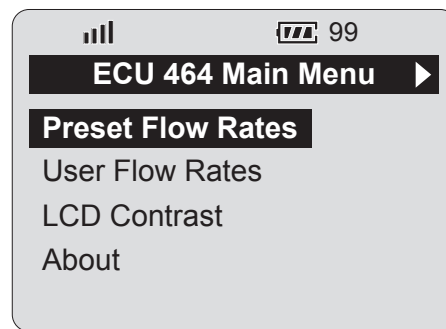 99
ECU 464 Main Menu
Preset Flow Rates
User Flow Rates
LCD Contrast
About